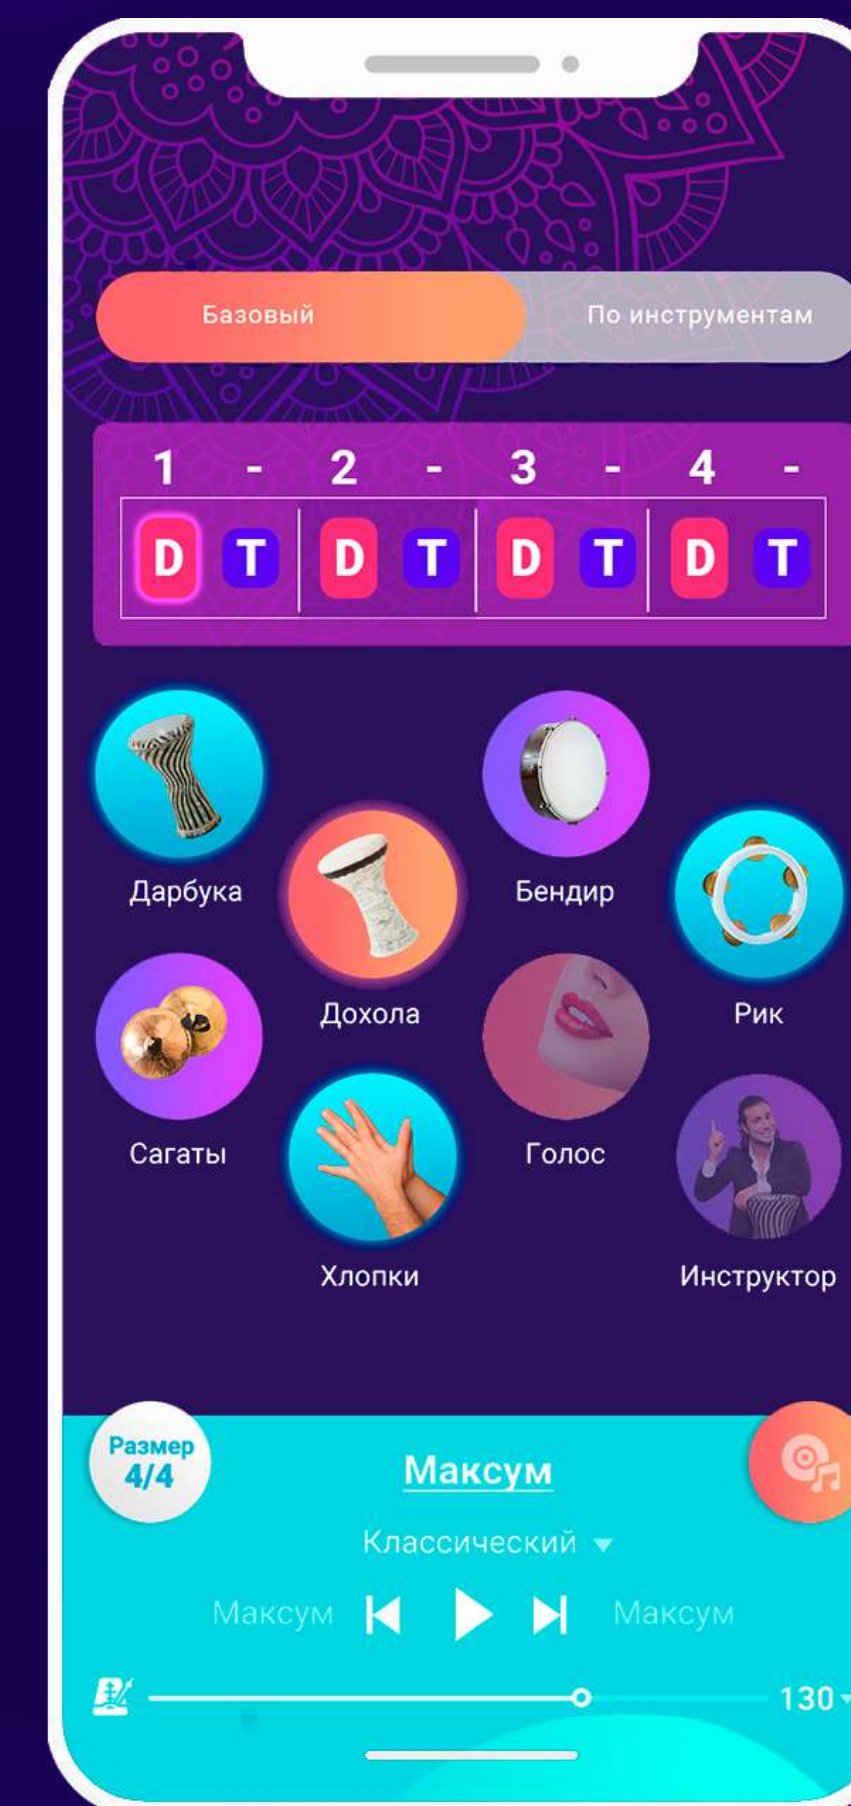 Базовый По инструментам
1 - 2 - 3 - 4 -
D T D T D T D T
Дарбука
Бендир
Дохола
Рик
Сагаты
Голос
Хлопки
Инструктор
Размер
4/4
Максум
Классический
Максум Максум
130